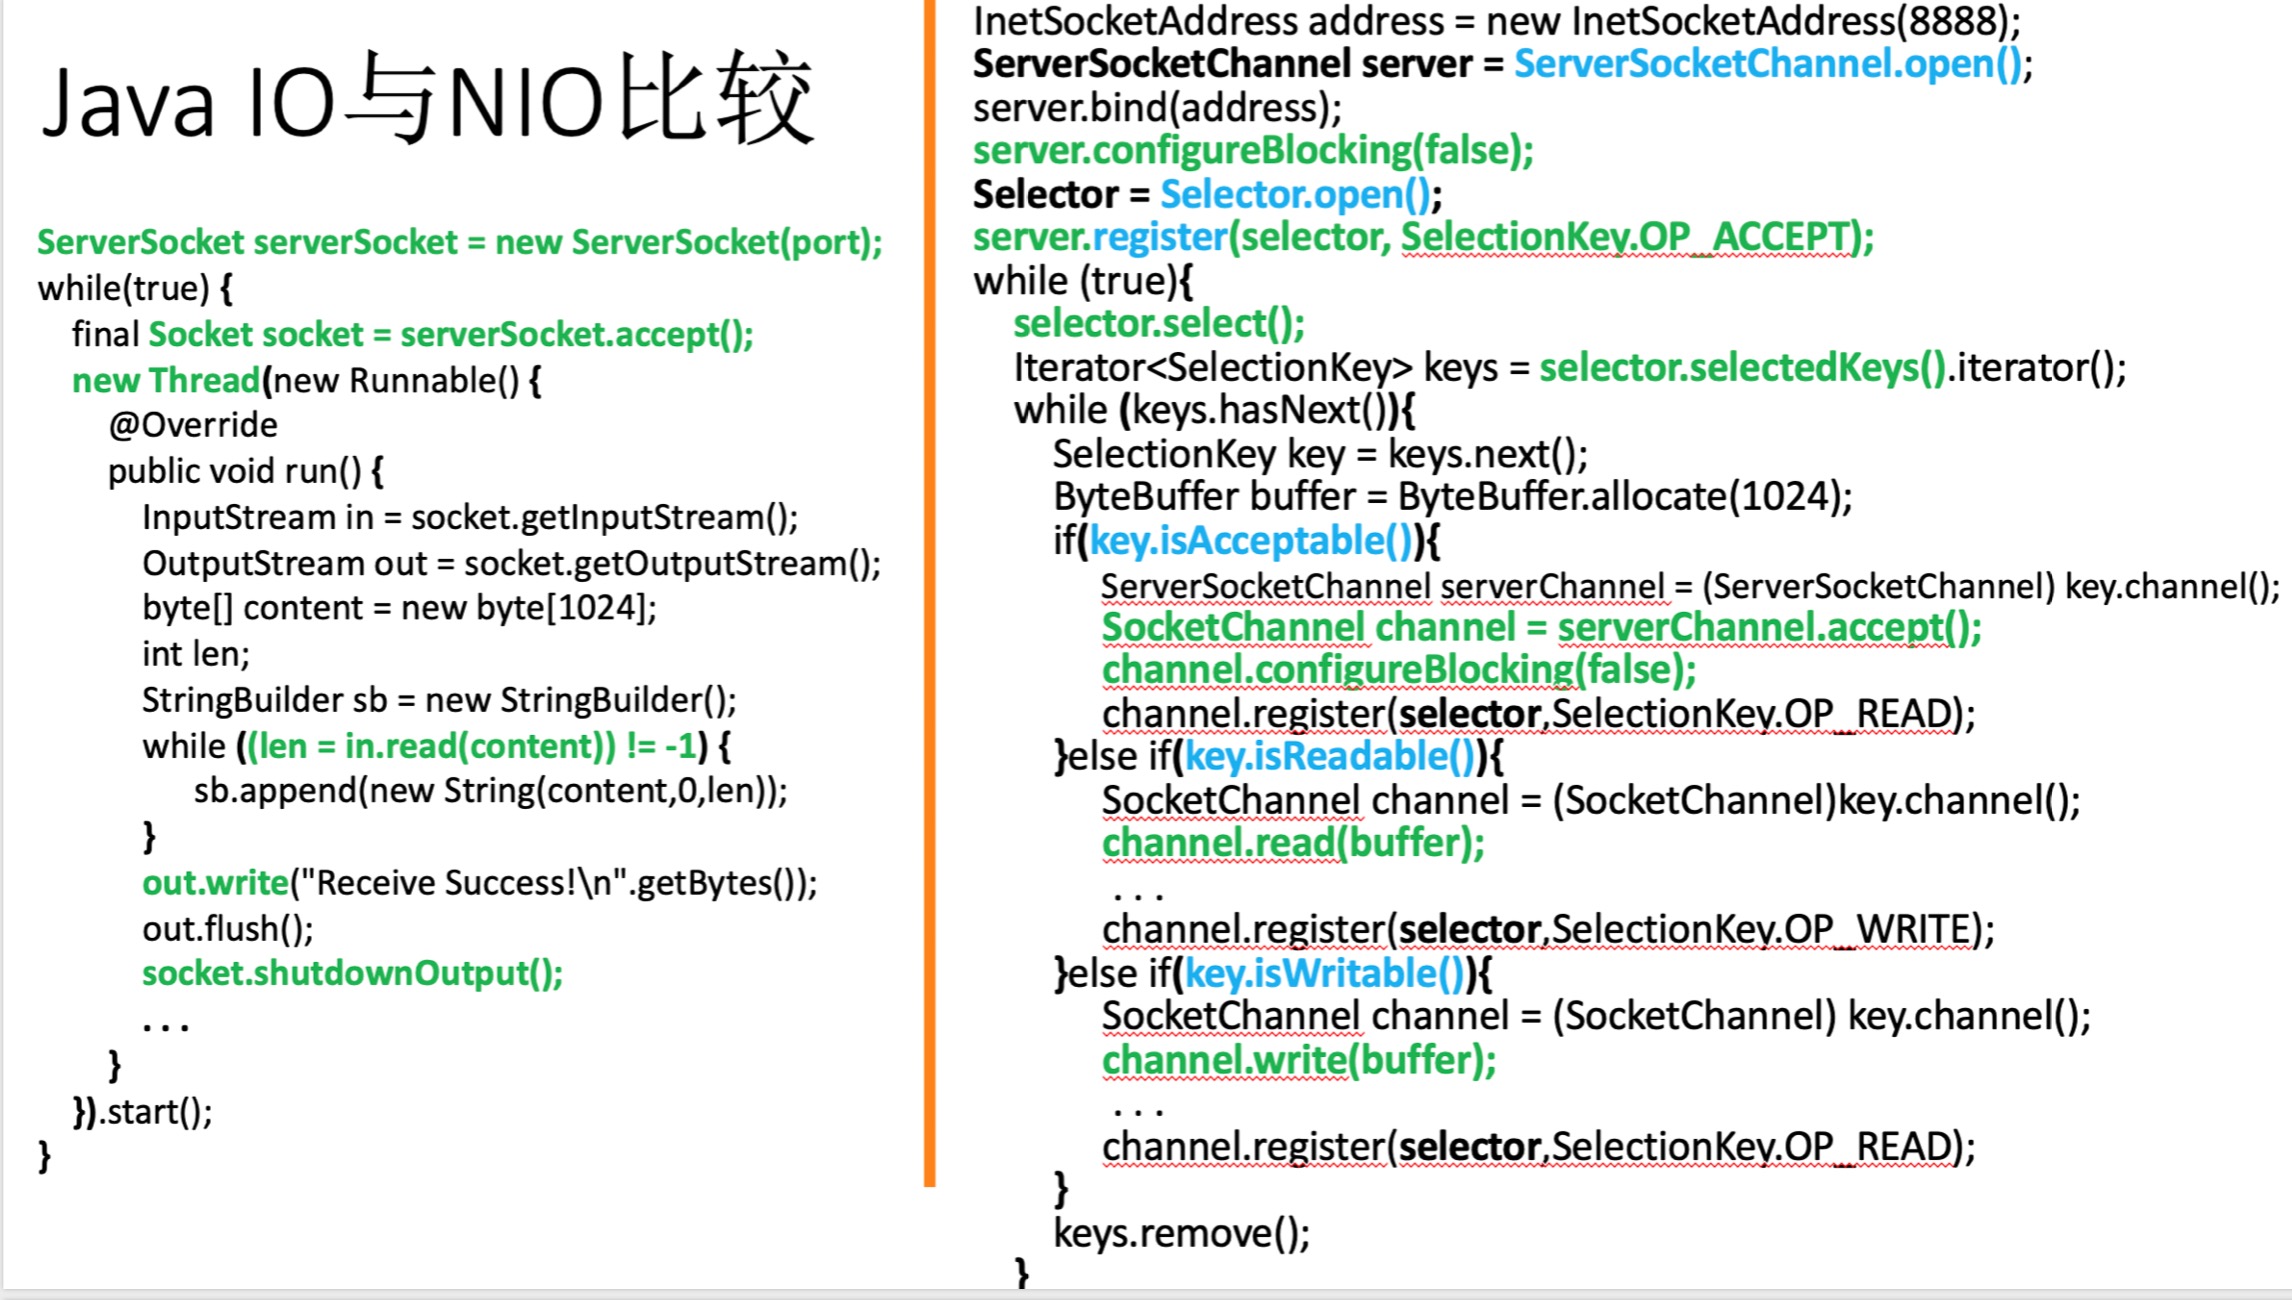 Java IO与NIO比较
ServerSocket serverSocket = new ServerSocket(port);
while(true) {
final Socket socket = serverSocket.accept();
new Thread(new Runnable() {
@Override
public void run() {
InputStream in = socket.getInputStream();
OutputStream out = socket.getOutputStream();
byte[] content = new byte[1024];
int len;
StringBuilder sb = new StringBuilder();
while ((len = in.read(content)) != -1) {
sb.append(new String(content,0,len));
}
out.write("Receive Success!\n".getBytes());
out.flush();
socket.shutdownOutput();
...
}
}).start();
}
InetSocketAddress address = new InetSocketAddress(8888);
ServerSocketChannel server = ServerSocketChannel.open();
server.bind(address);
server.configureBlocking(false);
Selector = Selector.open();
server.register(selector, SelectionKey.OP_ACCEPT);
while (true){
selector.select();
Iterator<SelectionKey> keys = selector.selectedKeys().iterator();
while (keys.hasNext()){
SelectionKey key = keys.next();
ByteBuffer buffer = ByteBuffer.allocate(1024);
if(key.isAcceptable()){
ServerSocketChannel serverChannel = (ServerSocketChannel) key.channel();
SocketChannel channel = serverChannel.accept();
channel.configureBlocking(false);
channel.register(selector,SelectionKey.OP_READ);
}else if(key.isReadable()){
SocketChannel channel = (SocketChannel)key.channel();
channel.read(buffer);
...
channel.register(selector,SelectionKey.OP_WRITE);
}else if(key.isWritable()){
SocketChannel channel = (SocketChannel) key.channel();
channel.write(buffer);
...
channel.register(selector,SelectionKey.OP_READ);
}
keys.remove();
}